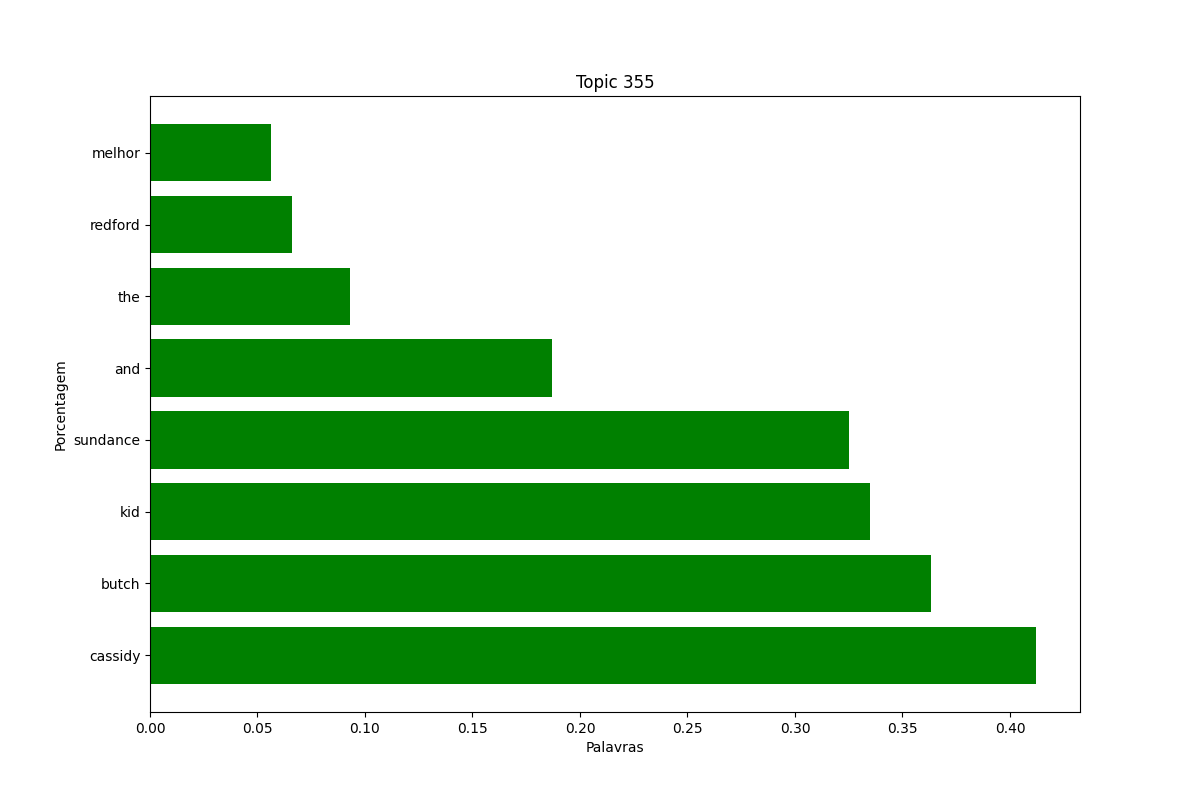 Topic 355
melhor
redford
the
and
sundance
kid
butch
cassidy
Porcentagem
0.00 0.05 0.10 0.15 0.20 0.25 0.30 0.35 0.40
Palavras